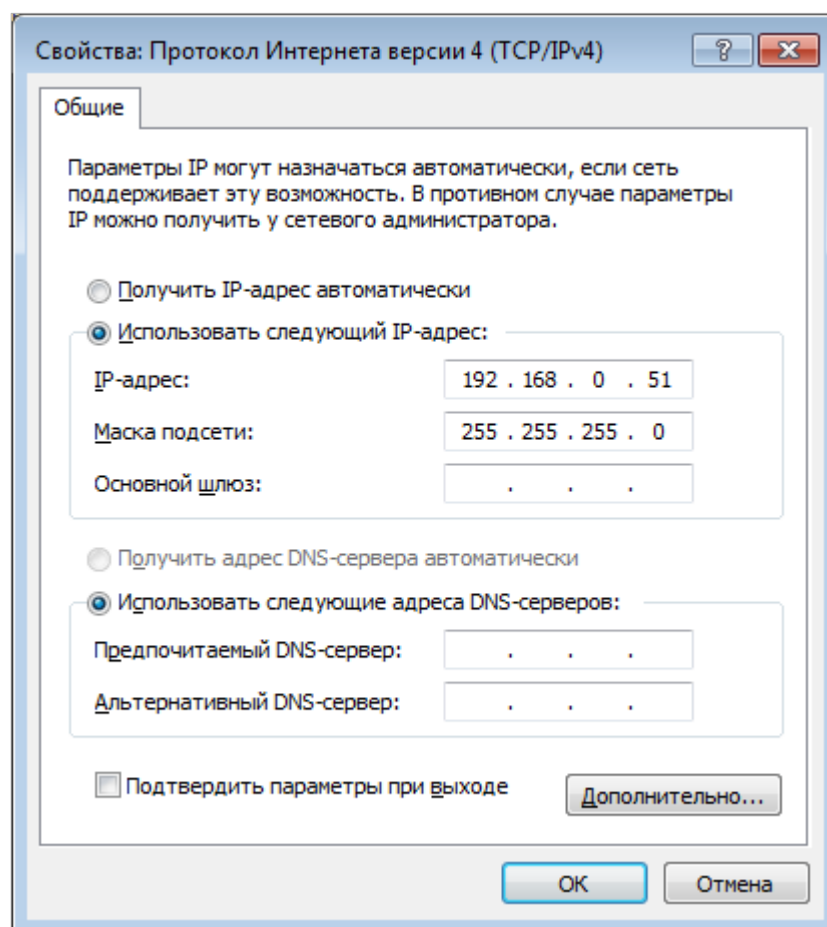 Свойства: Протокол Интернета версии 4 (TCP/IPv4)
Общие
Параметры IP могут назначаться автоматически, если сеть
поддерживает эту возможность. В противном случае параметры
IP можно получить у сетевого администратора.
Получить IP-адрес автоматически
Использовать следующий IP-адрес:
IP-адрес: 192 . 168 . 0 . 51
Маска подсети: 255 . 255 . 255 . 0
Основной шлюз: . . .
Получить адрес DNS-сервера автоматически
Использовать следующие адреса DNS-серверов:
Предпочитаемый DNS-сервер: . . .
Альтернативный DNS-сервер: . . .
Подтвердить параметры при выходе
Дополнительно...
ОК Отмена